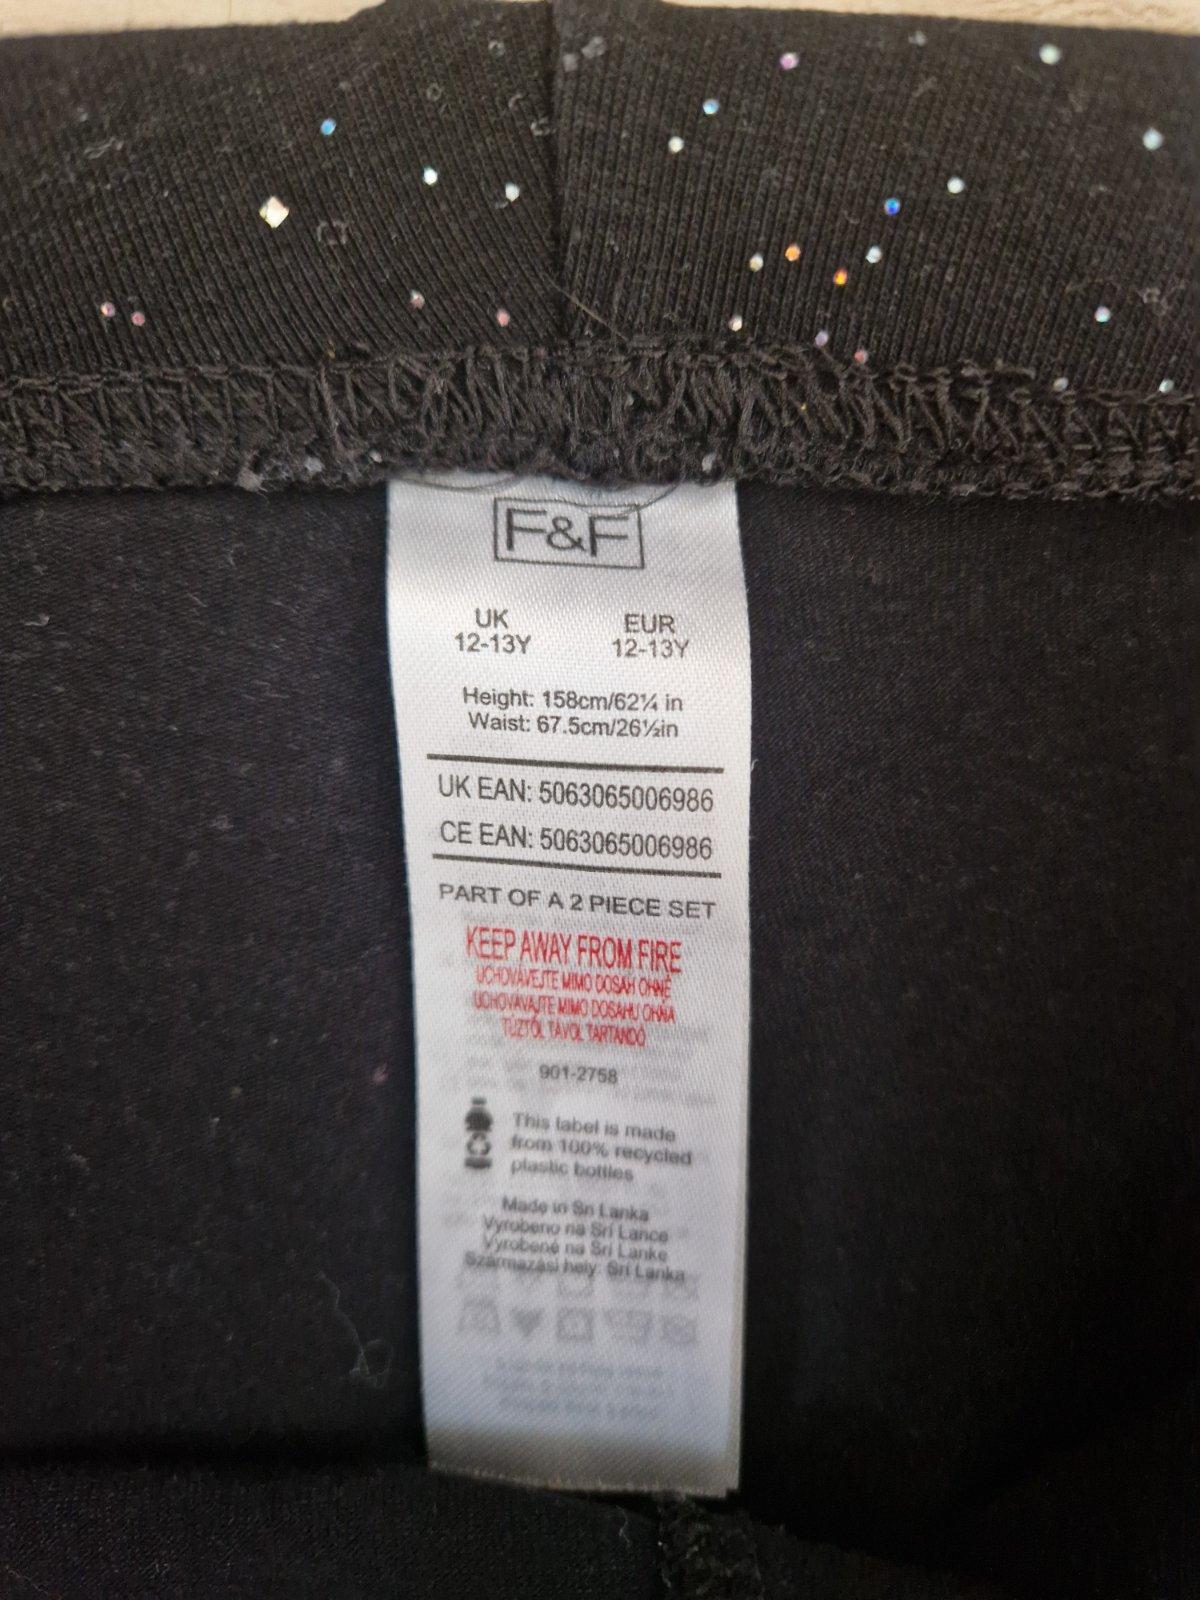 F&F
UK EUR
12-13Y 12-13Y
Height: 158cm/62¼ in
Waist: 67.5cm/26½in
UK EAN: 5063065006986
CE EAN: 5063065006986
PART OF A 2 PIECE SET
KEEP AWAY FROM FIRE
UCHOVÁVEJTE MIMO DOSAH OHNĚ
UCHOVÁVAJTE MIMO DOSAHU OHŇA
TŰZTŐL TÁVOL TARTANDÓ
901-2758
This label is made
from 100% recycled
plastic bottles
Made in Sri Lanka
Vyrobeno na Srí Lance
Vyrobené na Srí Lanke
Származási hely: Srí Lanka